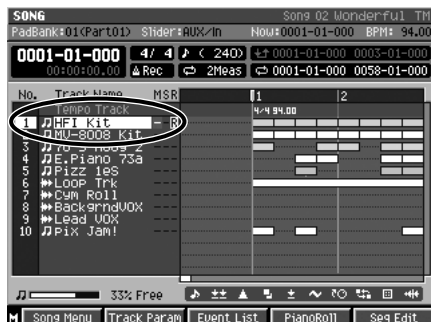 SONG Song 02 Wonderful TM
PadBank:01(Part01) Slider:AUX/In Now:0001-01-000 BPM: 94.00
0001-01-000 4/ 4 ♪ ( 240) 0001-01-000 0003-01-000
00:00:00.00 Rec 2Meas 0001-01-000 0058-01-000
No. Track Name MSR 1 2
Tempo Track 4/4 94.00
1 HFI Kit --R
2 MV-8008 Kit ---
3 ---
4 E.Piano 73a ---
5 Pizz 1eS ---
6 Loop Trk ---
7 Cym Roll ---
8 BackgrndVOX ---
9 Lead VOX ---
10 Pix Jam! ---
33% Free
M Song Menu Track Param Event List PianoRoll Seq Edit